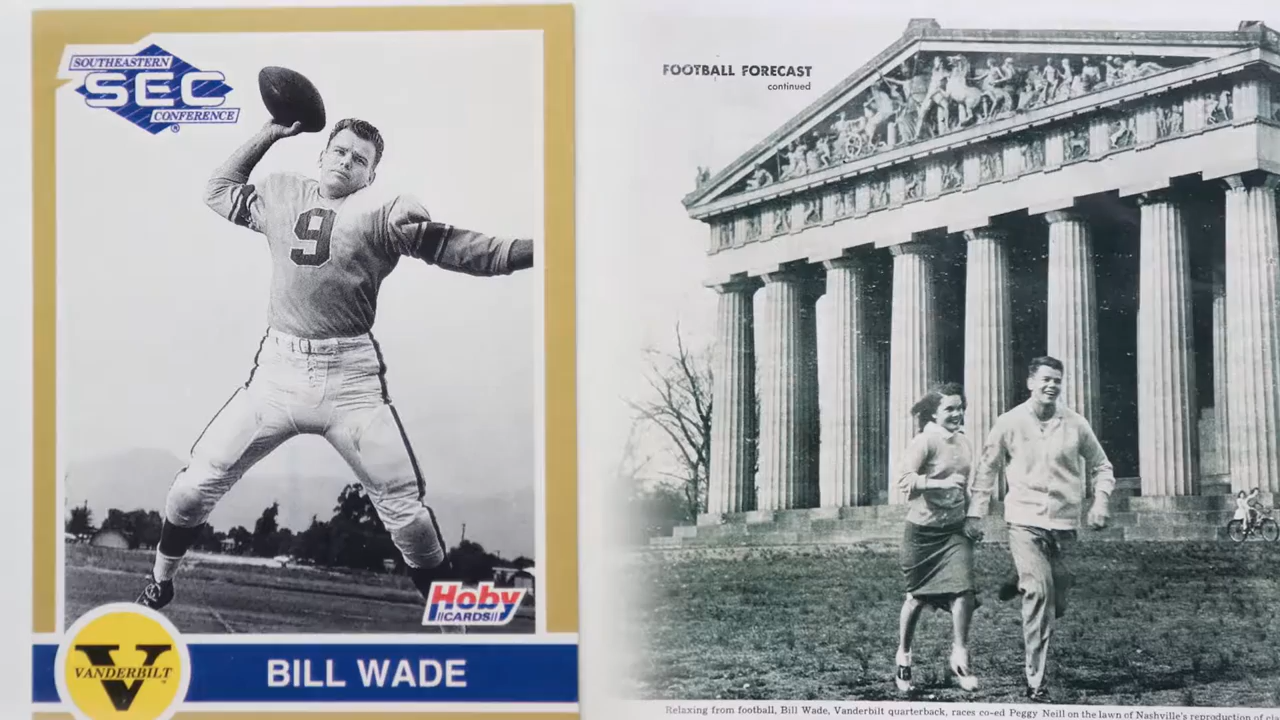 SOUTHEASTERN
SEC
CONFERENCE
9
Hoby
CARDS
VANDERBILT
V
BILL WADE
FOOTBALL FORECAST
continued
Relaxing from football, Bill Wade, Vanderbilt quarterback, races co-ed Peggy Neill on the lawn of Nashville's reproduction of